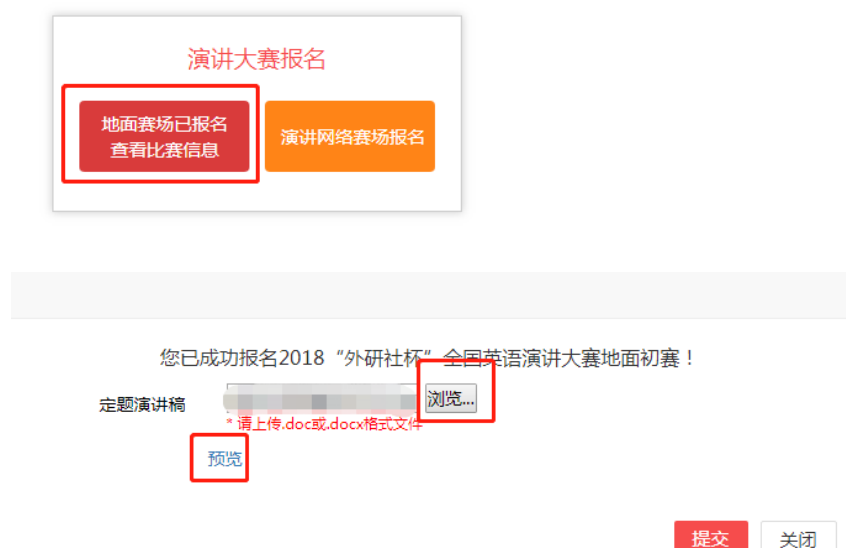 演讲大赛报名
地面赛场已报名
查看比赛信息
演讲网络赛场报名
您已成功报名2018“外研社杯”全国英语演讲大赛地面初赛！
定题演讲稿
浏览...
* 请上传.doc或.docx格式文件
预览
提交
关闭